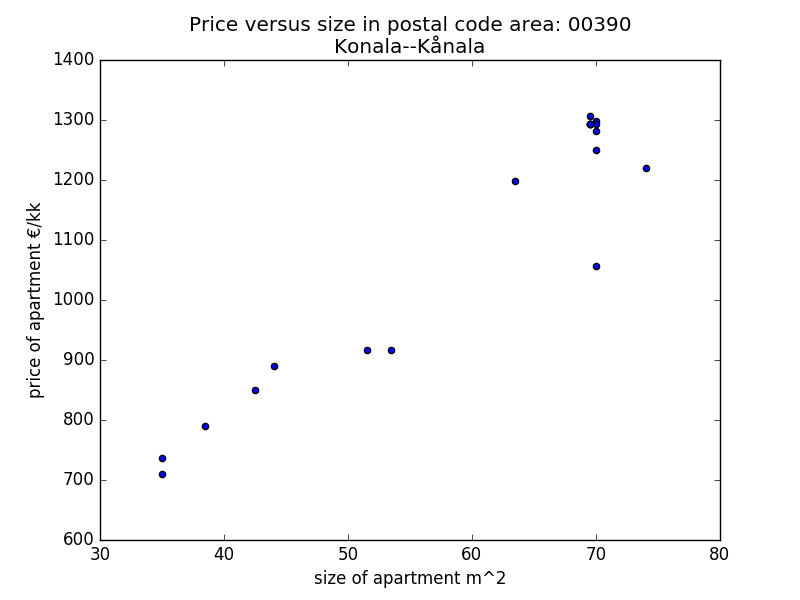 Price versus size in postal code area: 00390
Konala--Kånala
1400
1300
1200
1100
1000
900
800
700
600
price of apartment €/kk
30 40 50 60 70 80
size of apartment m^2